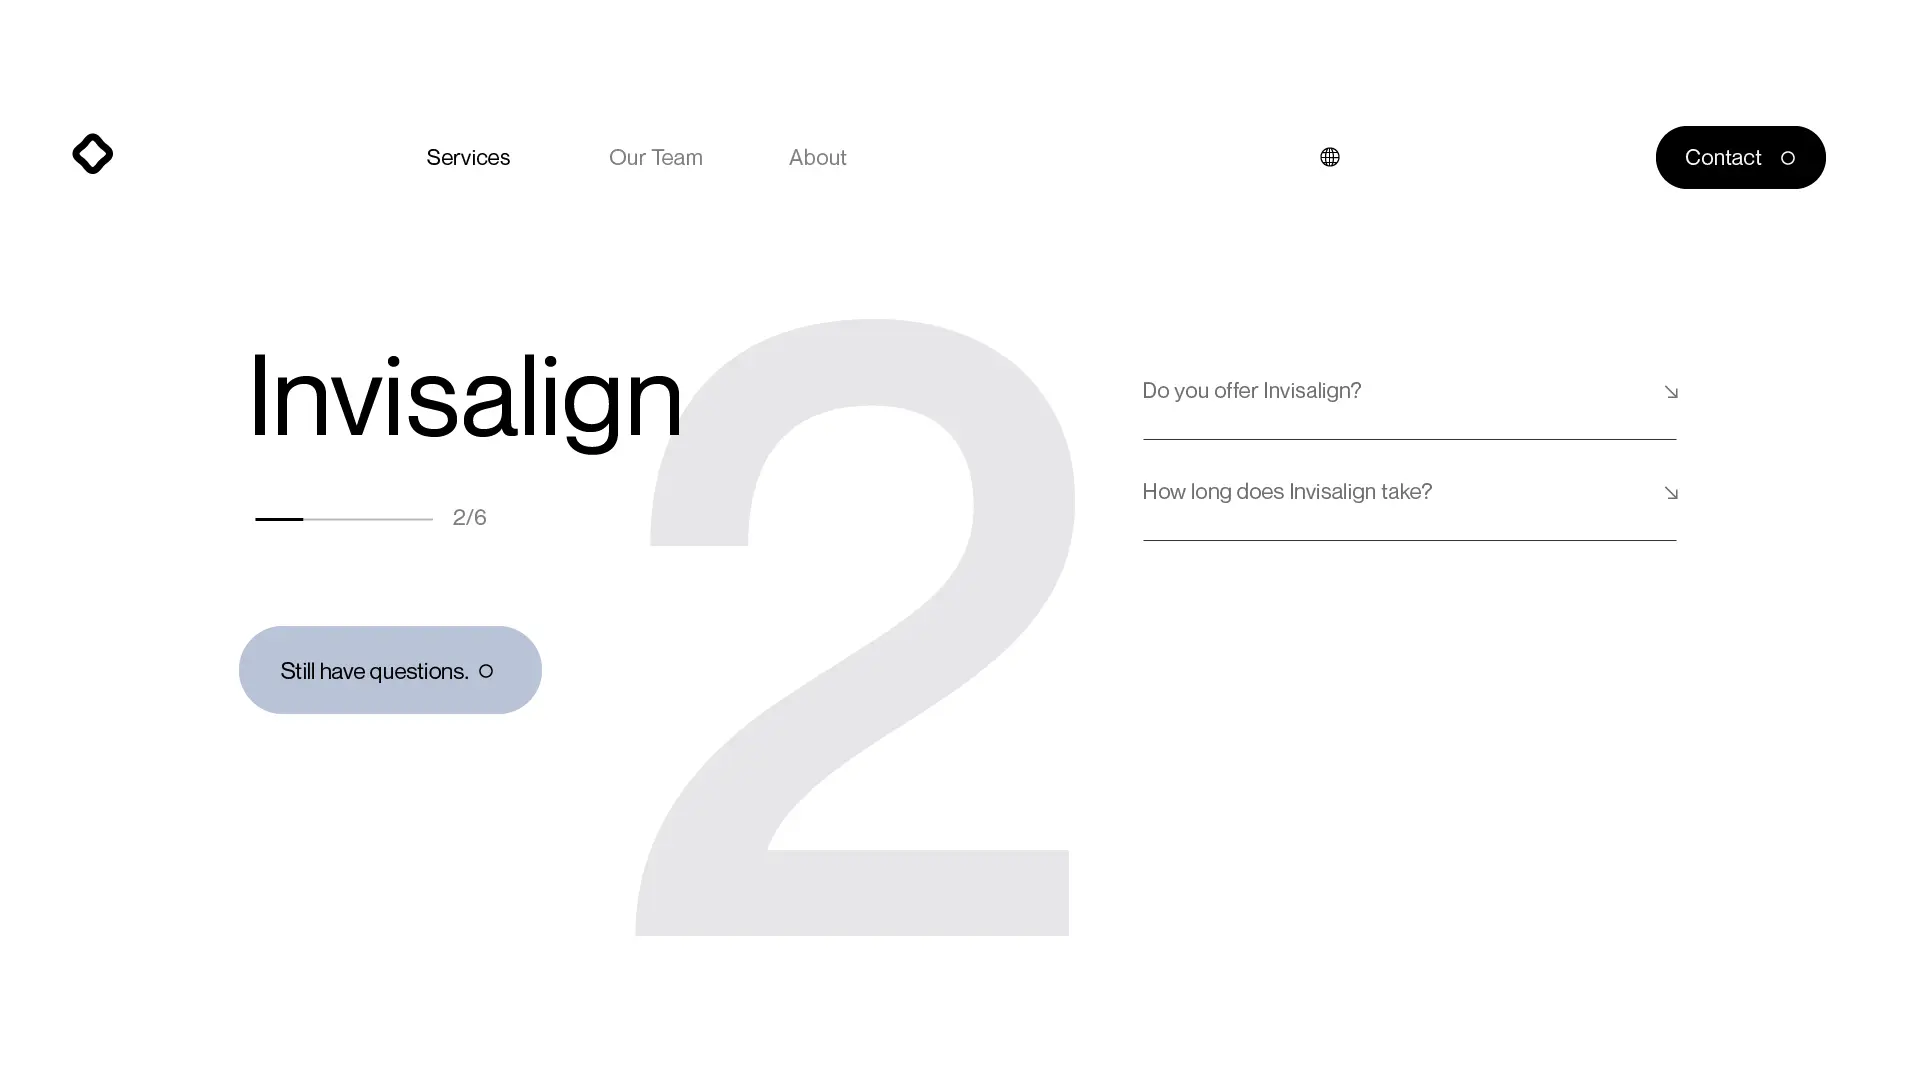 Services
Our Team
About
Contact
Invisalign
2
2/6
Still have questions.
Do you offer Invisalign?
How long does Invisalign take?